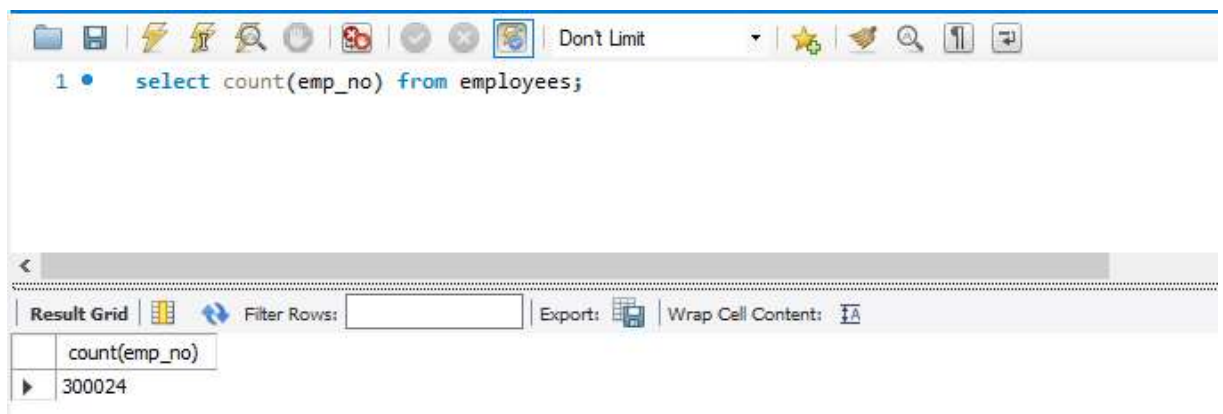 Don't Limit
1 select count(emp_no) from employees;
Result Grid Filter Rows: Export: Wrap Cell Content: IA
count(emp_no)
300024